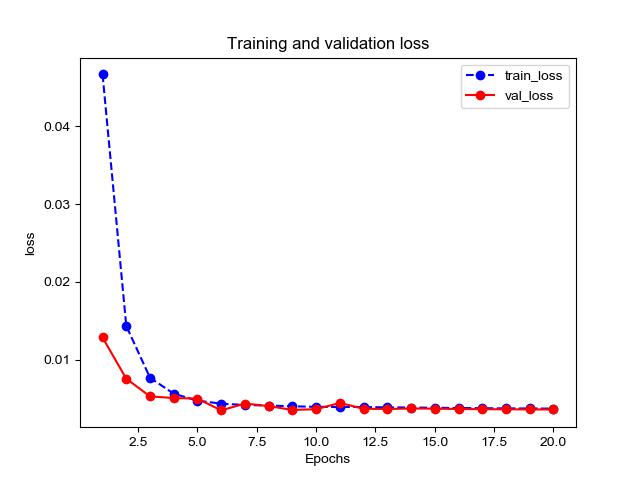 Training and validation loss
train_loss
val_loss
0.04
0.03
0.02
0.01
loss
2.5 5.0 7.5 10.0 12.5 15.0 17.5 20.0
Epochs